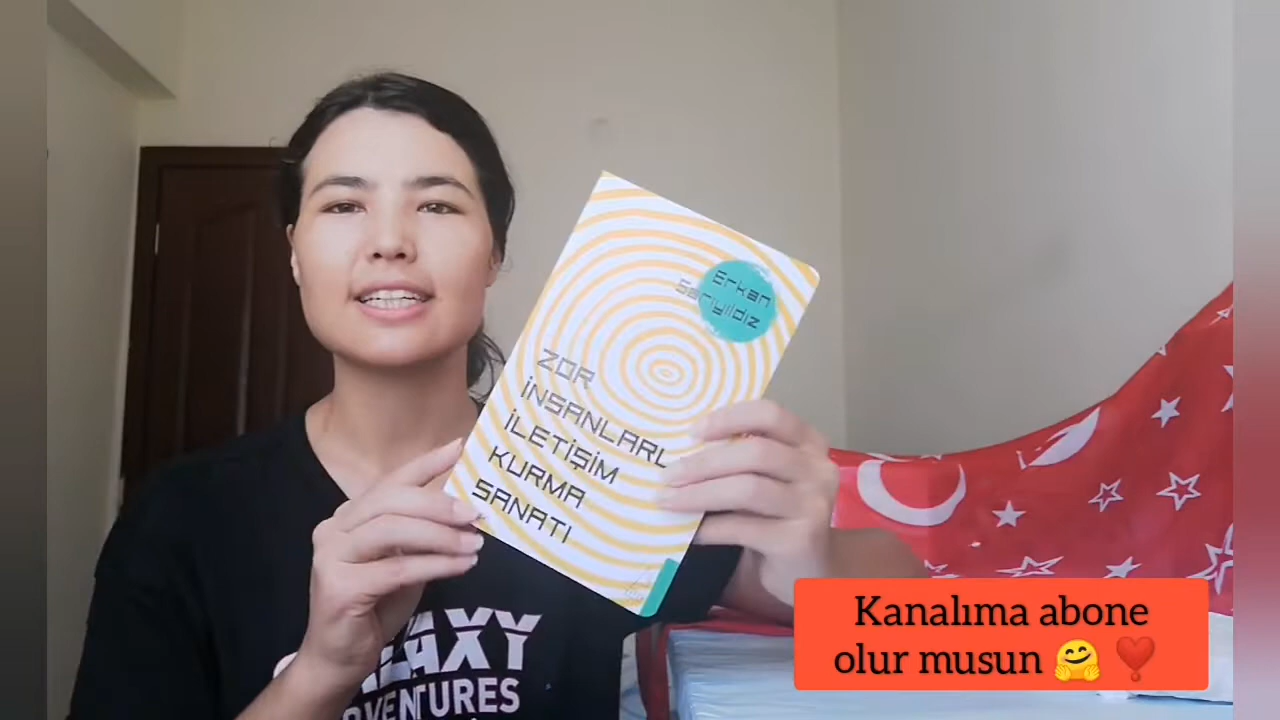 Erkan
Sarıyıldız
ZOR
İNSANLARL
İLETİŞİM
KURMA
SANATI
LAXY
VENTURES
Kanalıma abone
olur musun 🤗 ❣️